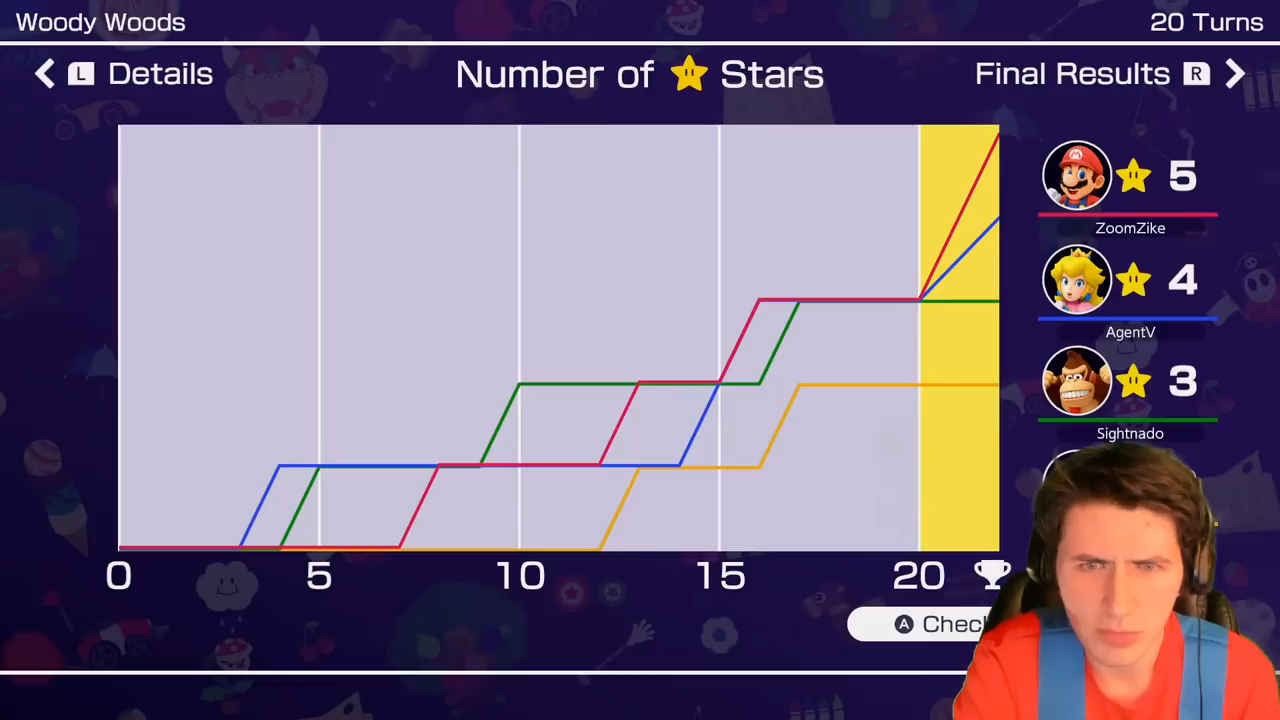 Woody Woods
20 Turns
L Details
Number of Stars
Final Results R
5
ZoomZike
4
AgentV
3
Sightnado
0 5 10 15 20
A